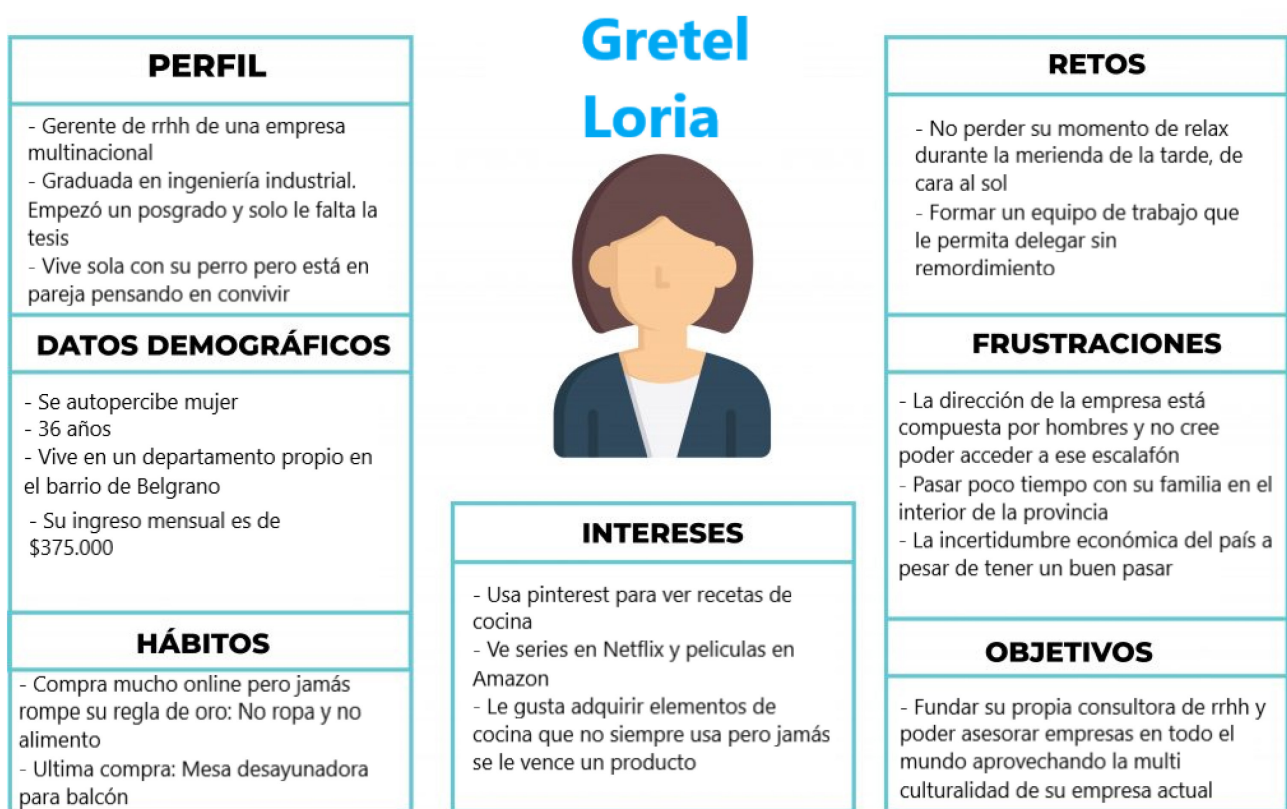 Gretel
Loria
PERFIL
- Gerente de rrhh de una empresa
multinacional
- Graduada en ingeniería industrial.
Empezó un posgrado y solo le falta la
tesis
- Vive sola con su perro pero está en
pareja pensando en convivir
DATOS DEMOGRÁFICOS
- Se autopercibe mujer
- 36 años
- Vive en un departamento propio en
el barrio de Belgrano
- Su ingreso mensual es de
$375.000
HÁBITOS
- Compra mucho online pero jamás
rompe su regla de oro: No ropa y no
alimento
- Ultima compra: Mesa desayunadora
para balcón
INTERESES
- Usa pinterest para ver recetas de
cocina
- Ve series en Netflix y peliculas en
Amazon
- Le gusta adquirir elementos de
cocina que no siempre usa pero jamás
se le vence un producto
RETOS
- No perder su momento de relax
durante la merienda de la tarde, de
cara al sol
- Formar un equipo de trabajo que
le permita delegar sin
remordimiento
FRUSTRACIONES
- La dirección de la empresa está
compuesta por hombres y no cree
poder acceder a ese escalafón
- Pasar poco tiempo con su familia en el
interior de la provincia
- La incertidumbre económica del país a
pesar de tener un buen pasar
OBJETIVOS
- Fundar su propia consultora de rrhh y
poder asesorar empresas en todo el
mundo aprovechando la multi
culturalidad de su empresa actual